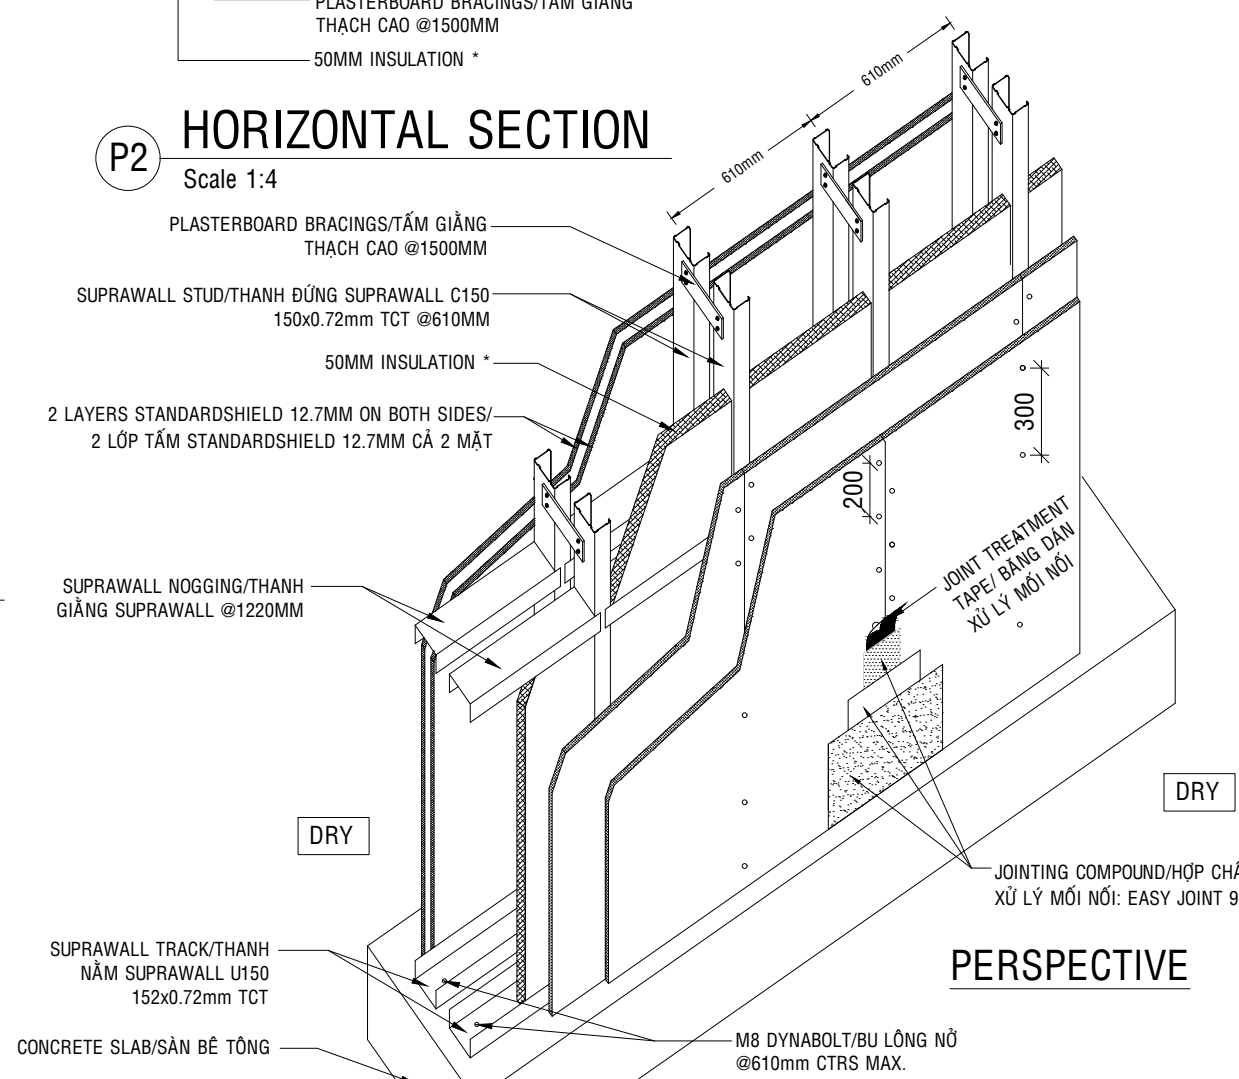 PLASTERBOARD BRACINGS/TẤM GIẰNG
THẠCH CAO @1500MM
50MM INSULATION *
P2
HORIZONTAL SECTION
Scale 1:4
610mm
610mm
PLASTERBOARD BRACINGS/TẤM GIẰNG
THẠCH CAO @1500MM
SUPRAWALL STUD/THANH ĐỨNG SUPRAWALL C150
150x0.72mm TCT @610MM
50MM INSULATION *
2 LAYERS STANDARDSHIELD 12.7MM ON BOTH SIDES/
2 LỚP TẤM STANDARDSHIELD 12.7MM CẢ 2 MẶT
300
200
JOINT TREATMENT
TAPE/ BĂNG DÁN
XỬ LÝ MỐI NỐI
SUPRAWALL NOGGING/THANH
GIẰNG SUPRAWALL @1220MM
DRY
DRY
JOINTING COMPOUND/HỢP
XỬ LÝ MỐI NỐI: EASY JOINT 9
SUPRAWALL TRACK/THANH
NẰM SUPRAWALL U150
152x0.72mm TCT
PERSPECTIVE
CONCRETE SLAB/SÀN BÊ TÔNG
M8 DYNABOLT/BU LÔNG NỞ
@610mm CTRS MAX.